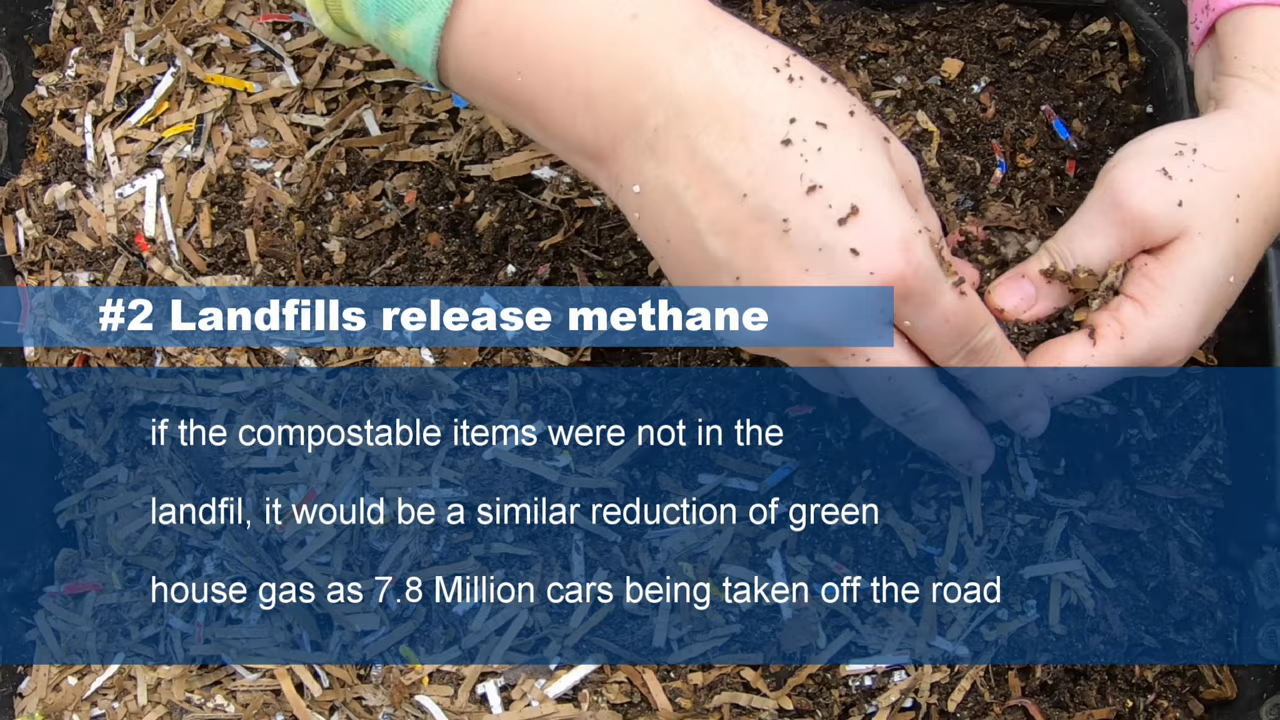 #2 Landfills release methane
if the compostable items were not in the
landfil, it would be a similar reduction of green
house gas as 7.8 Million cars being taken off the road